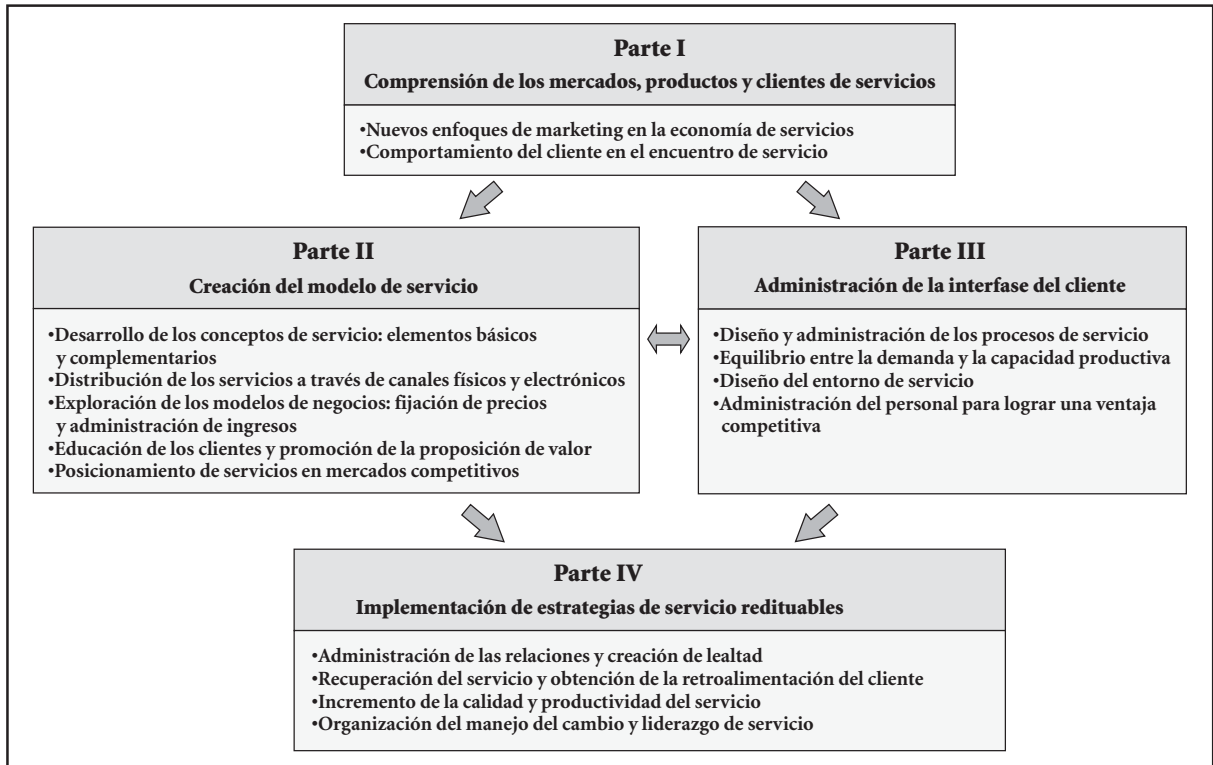 Parte I
Comprensión de los mercados, productos y clientes de servicios
•Nuevos enfoques de marketing en la economía de servicios
•Comportamiento del cliente en el encuentro de servicio
Parte II
Creación del modelo de servicio
•Desarrollo de los conceptos de servicio: elementos básicos
y complementarios
•Distribución de los servicios a través de canales físicos y electrónicos
•Exploración de los modelos de negocios: fijación de precios
y administración de ingresos
•Educación de los clientes y promoción de la proposición de valor
•Posicionamiento de servicios en mercados competitivos
Parte III
Administración de la interfase del cliente
•Diseño y administración de los procesos de servicio
•Equilibrio entre la demanda y la capacidad productiva
•Diseño del entorno de servicio
•Administración del personal para lograr una ventaja
competitiva
Parte IV
Implementación de estrategias de servicio redituables
•Administración de las relaciones y creación de lealtad
•Recuperación del servicio y obtención de la retroalimentación del cliente
•Incremento de la calidad y productividad del servicio
•Organización del manejo del cambio y liderazgo de servicio